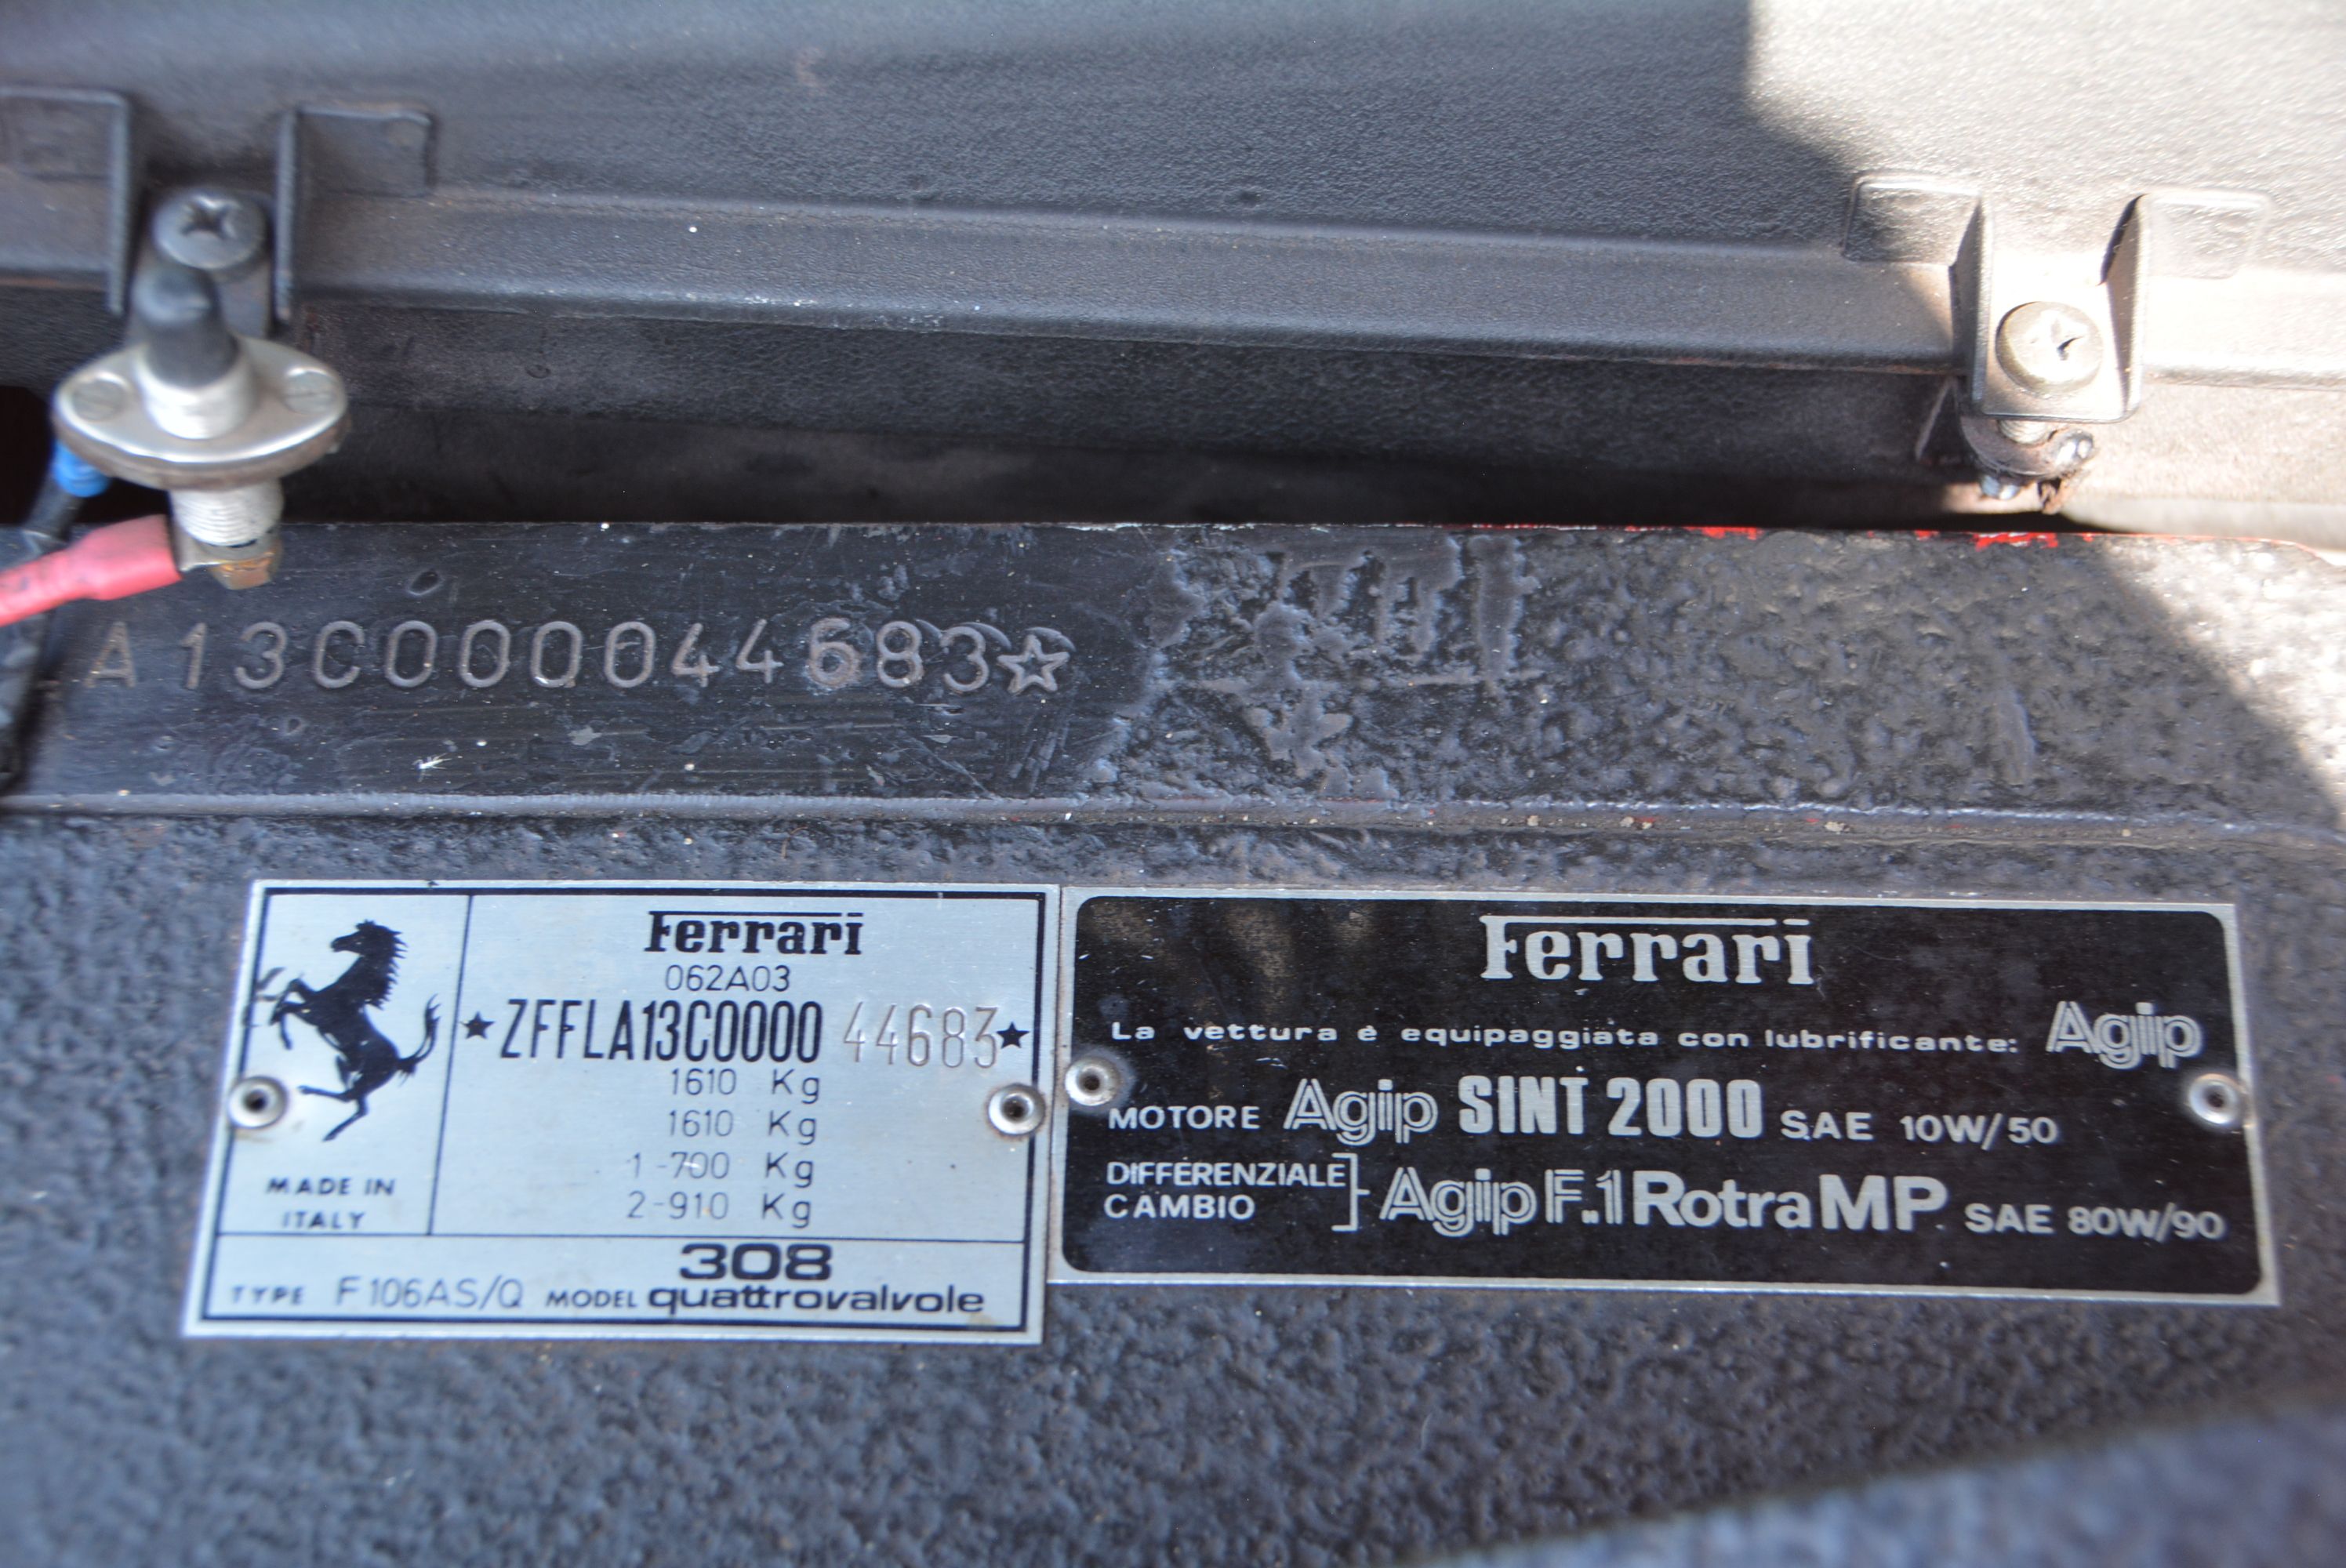 A13C000044683☆
Ferrari
062A03
★ZFFLA13C0000 44683★
1610 Kg
1610 Kg
1-700 Kg
2-910 Kg
MADE IN
ITALY
TYPE F106AS/Q MODEL 308 quattrovalvole
Ferrari
La vettura è equipaggiata con lubrificante: Agip
MOTORE Agip SINT 2000 SAE 10W/50
DIFFERENZIALE
CAMBIO
Agip F.1 Rotra MP SAE 80W/90